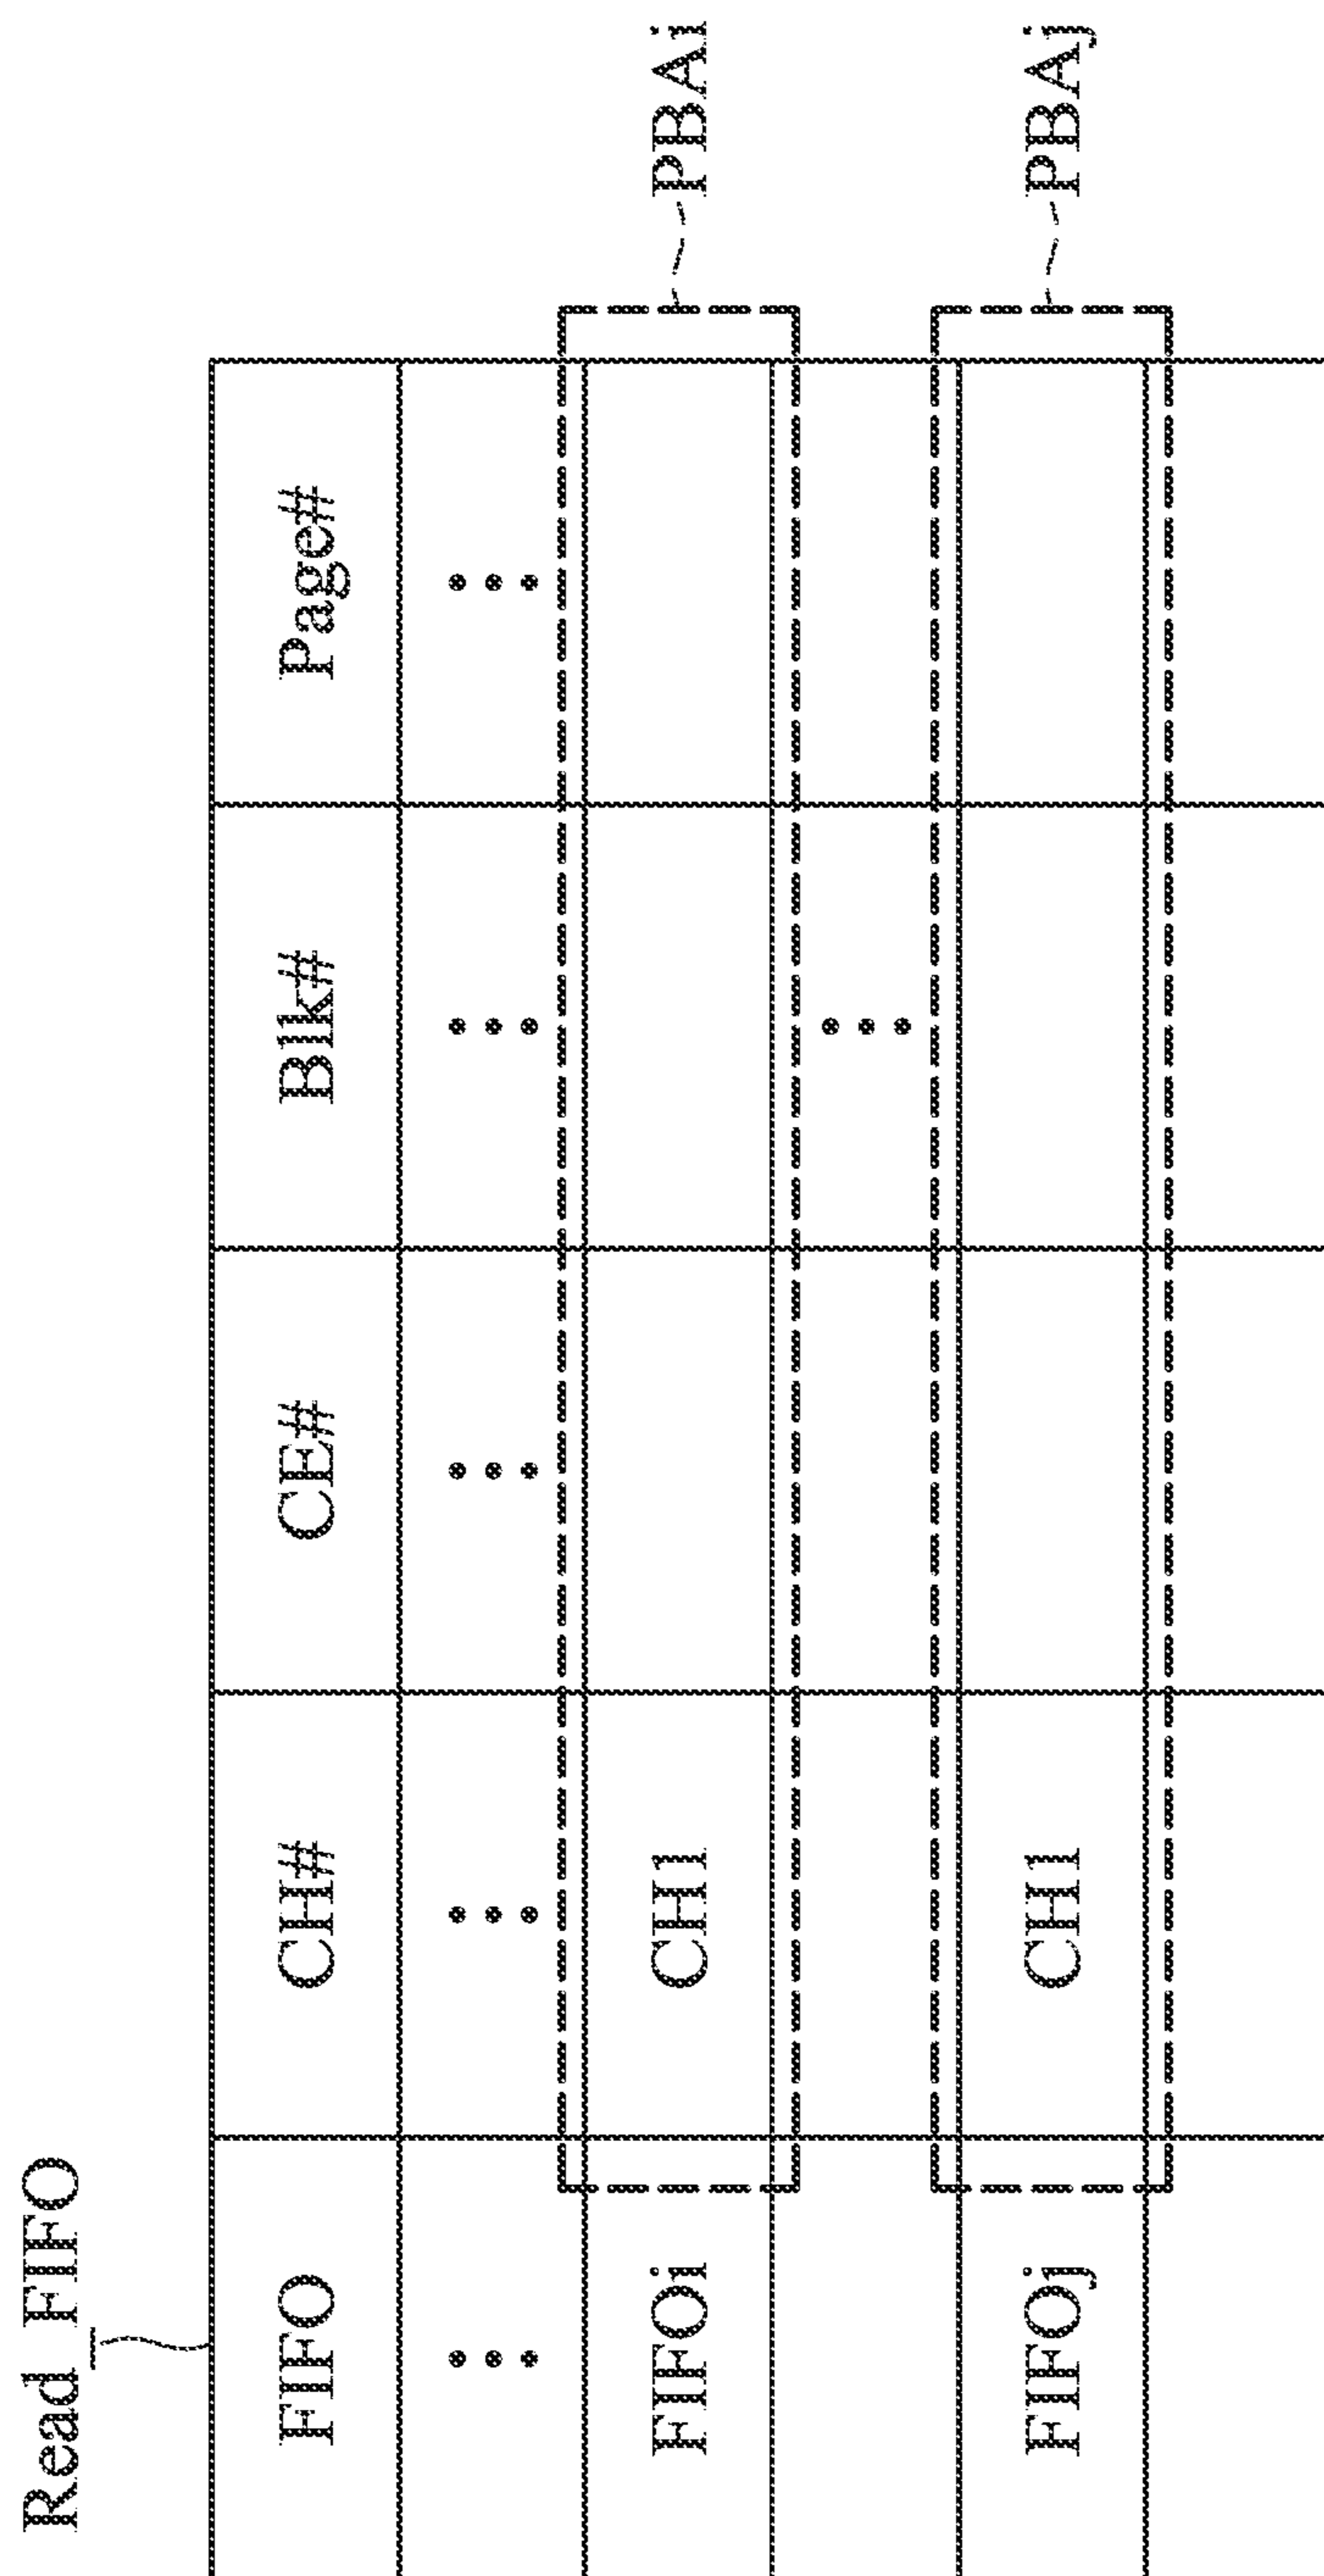 Read_FIFO
FIFO CH# CE# Blk# Page#
FIFOi CH1 PBAi
FIFOj CH1 PBAj